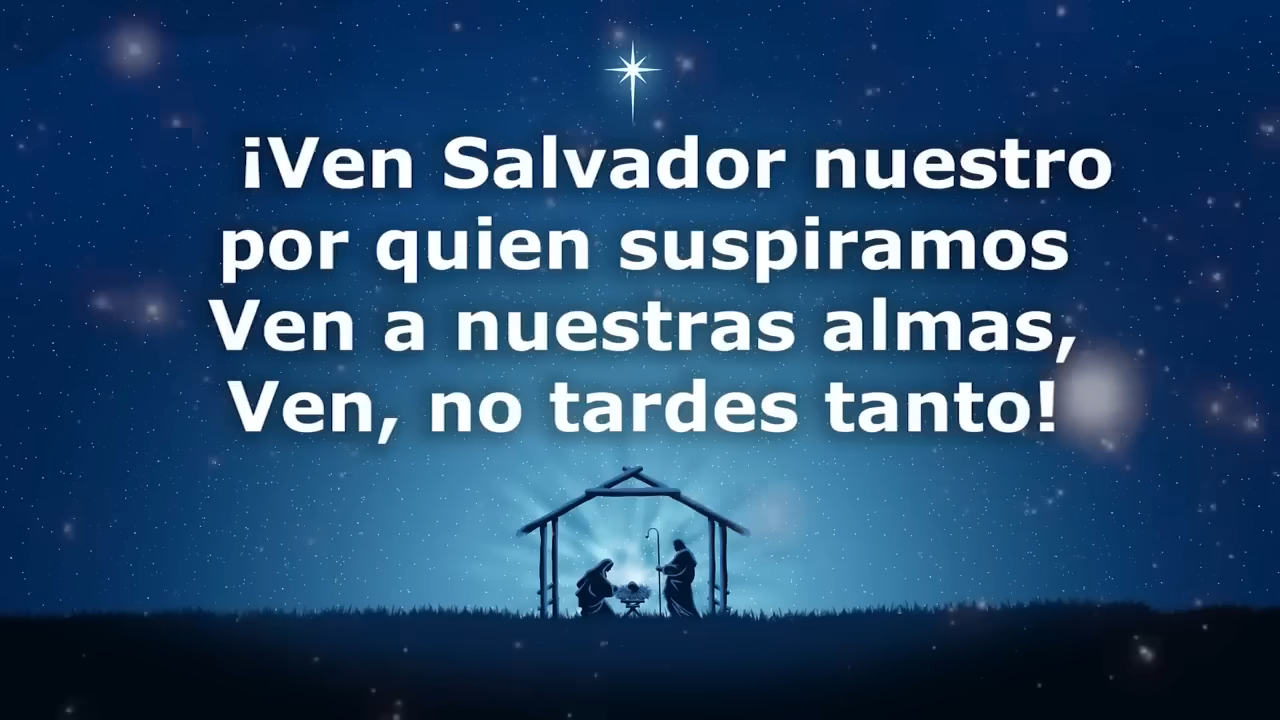 ¡Ven Salvador nuestro
por quien suspiramos
Ven a nuestras almas,
Ven, no tardes tanto!